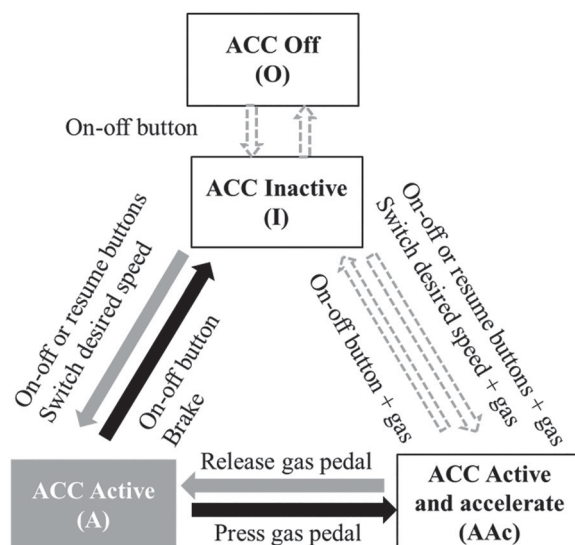 ACC Off
(O)
On-off button
ACC Inactive
(I)
On-off or resume buttons
Switch desired speed
On-off button
Brake
On-off button + gas
On-off or resume buttons + gas
Switch desired speed + gas
ACC Active
(A)
Release gas pedal
Press gas pedal
ACC Active
and accelerate
(AAc)